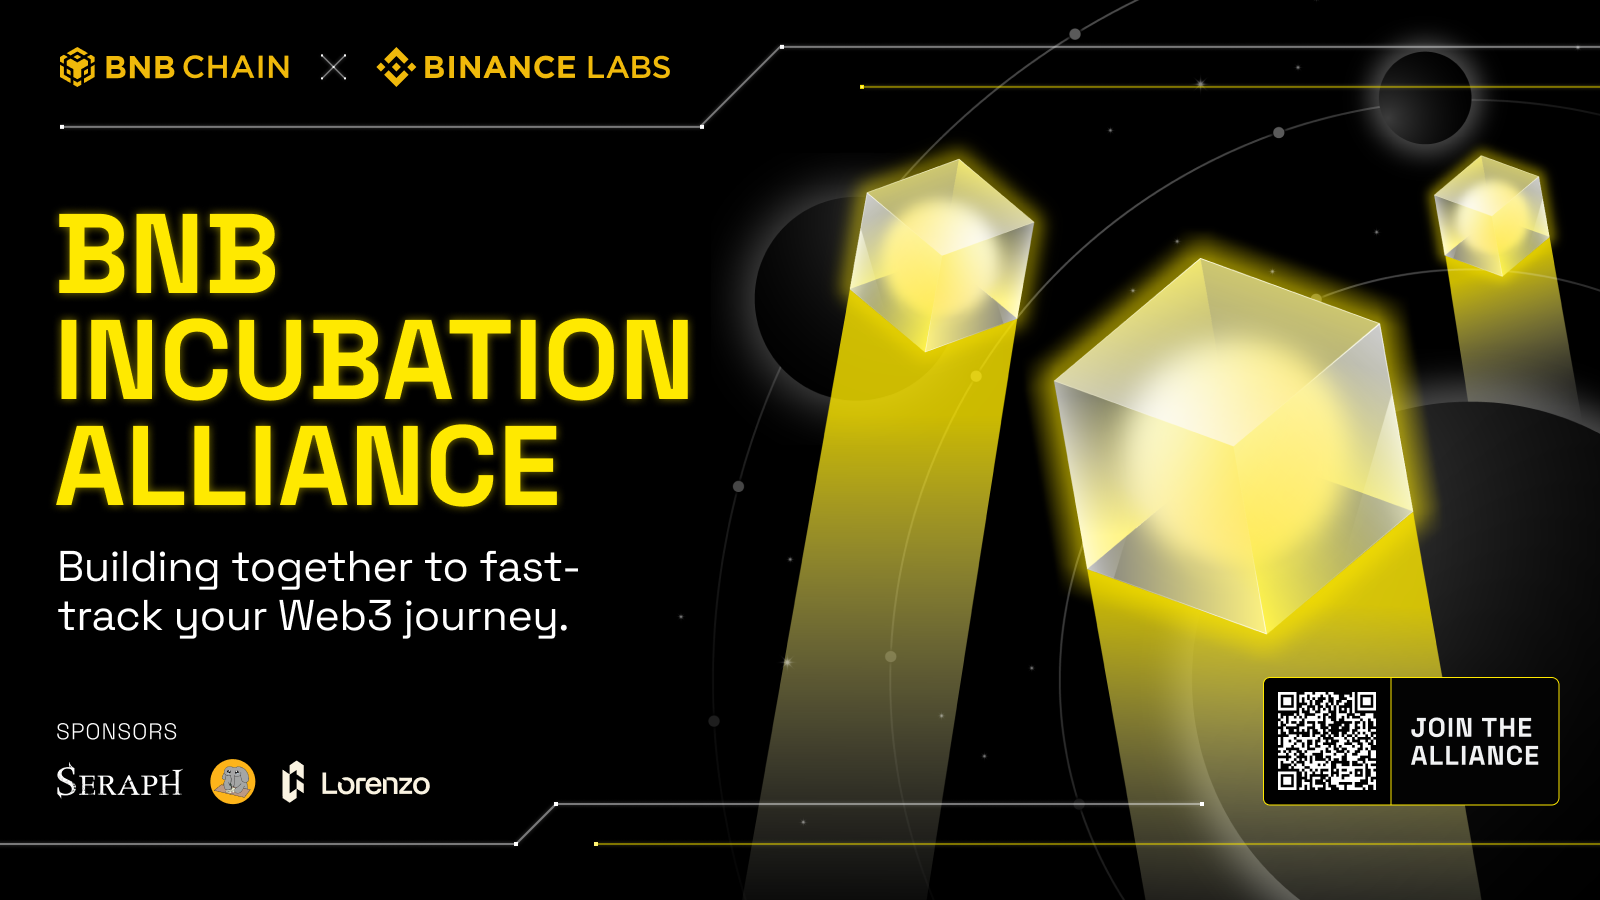 BNB CHAIN
BINANCE LABS
BNB
INCUBATION
ALLIANCE
Building together to fast-
track your Web3 journey.
SPONSORS
SERAPH
Lorenzo
JOIN THE
ALLIANCE